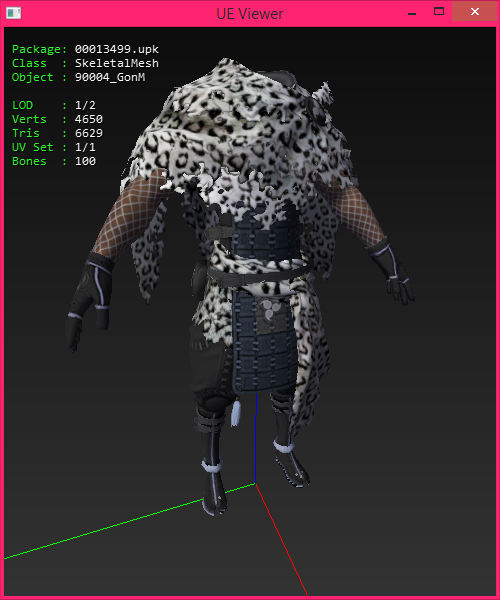 UE Viewer
Package: 00013499.upk
Class  : SkeletalMesh
Object : 90004_GonM
LOD    : 1/2
Verts  : 4650
Tris   : 6629
UV Set : 1/1
Bones  : 100